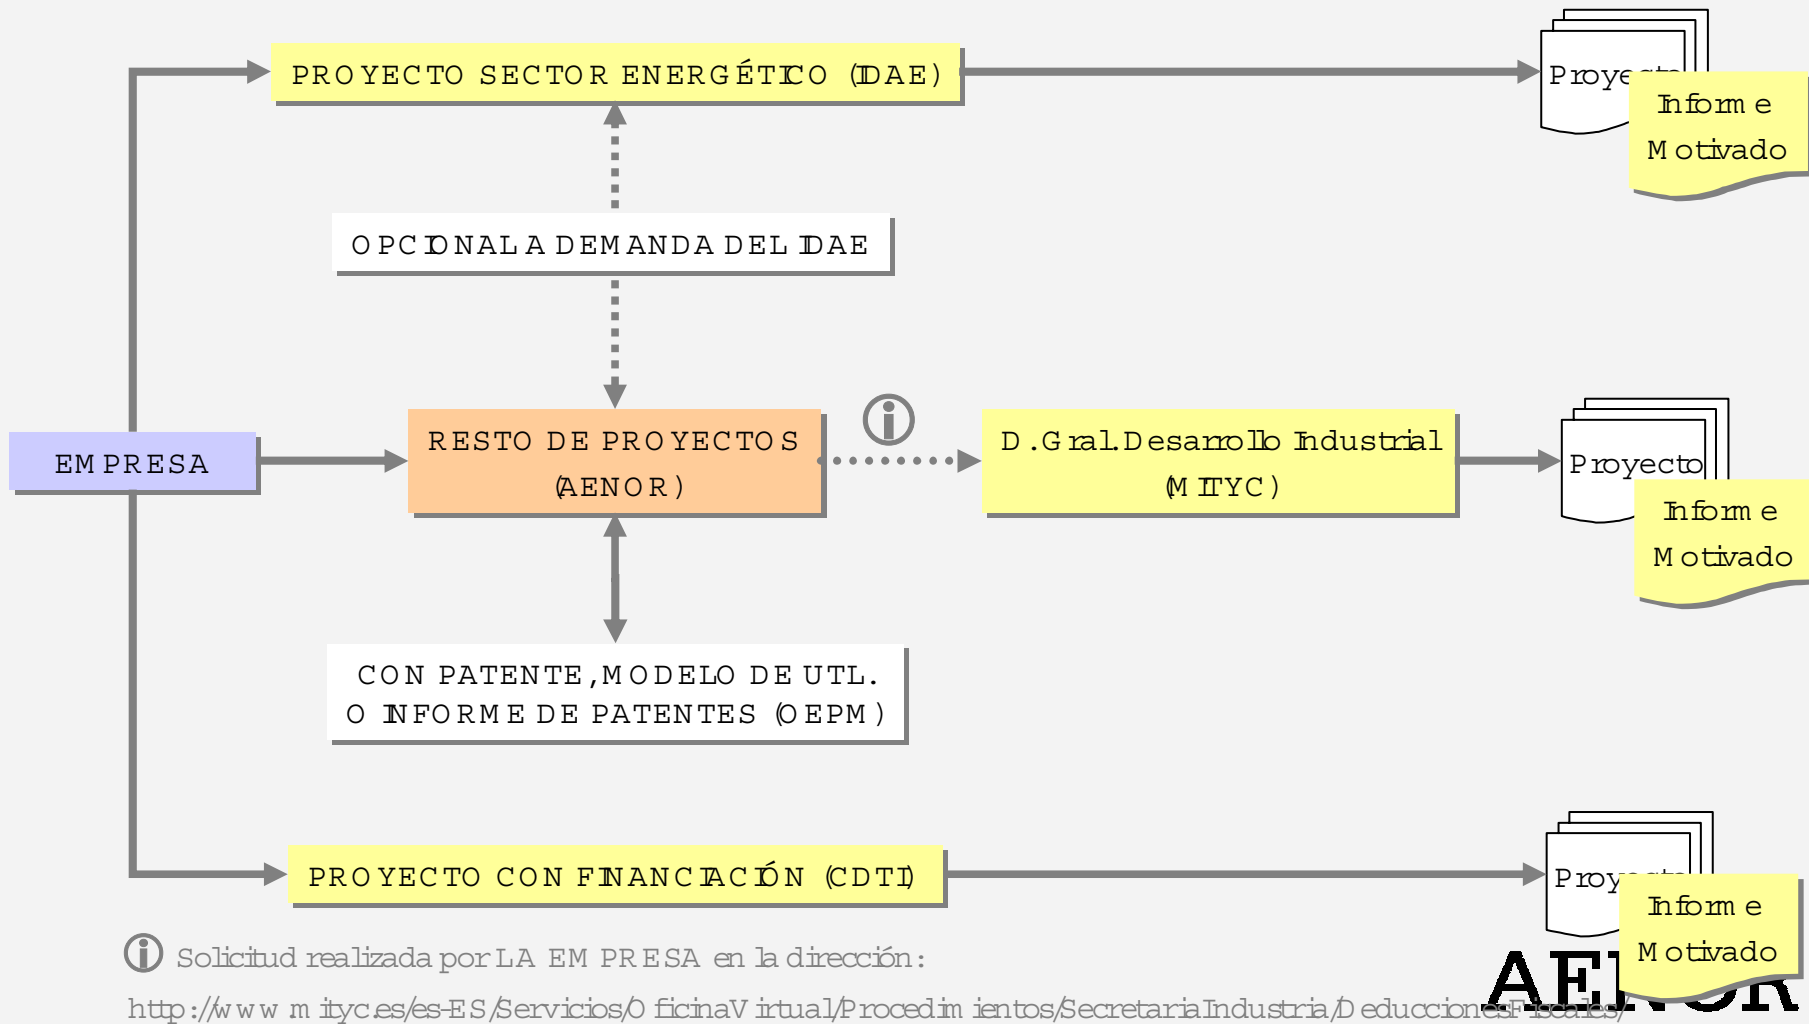 PROYECTO SECTOR ENERGÉTICO (IDAE)
Proyecto
Informe
Motivado
OPCIONAL A DEMANDA DEL IDAE
EMPRESA
RESTO DE PROYECTOS
(AENOR)
D. Gral. Desarrollo Industrial
(MITYC)
Proyecto
Informe
Motivado
CON PATENTE, MODELO DE UTL.
O INFORME DE PATENTES (OEPM)
PROYECTO CON FINANCIACIÓN (CDTI)
Proyecto
Informe
Motivado
Solicitud realizada por LA EMPRESA en la dirección:
http://www.mityc.es/es-ES/Servicios/OficinaVirtual/Procedimientos/SecretariaIndustria/DeduccionesFiscales/
AENOR